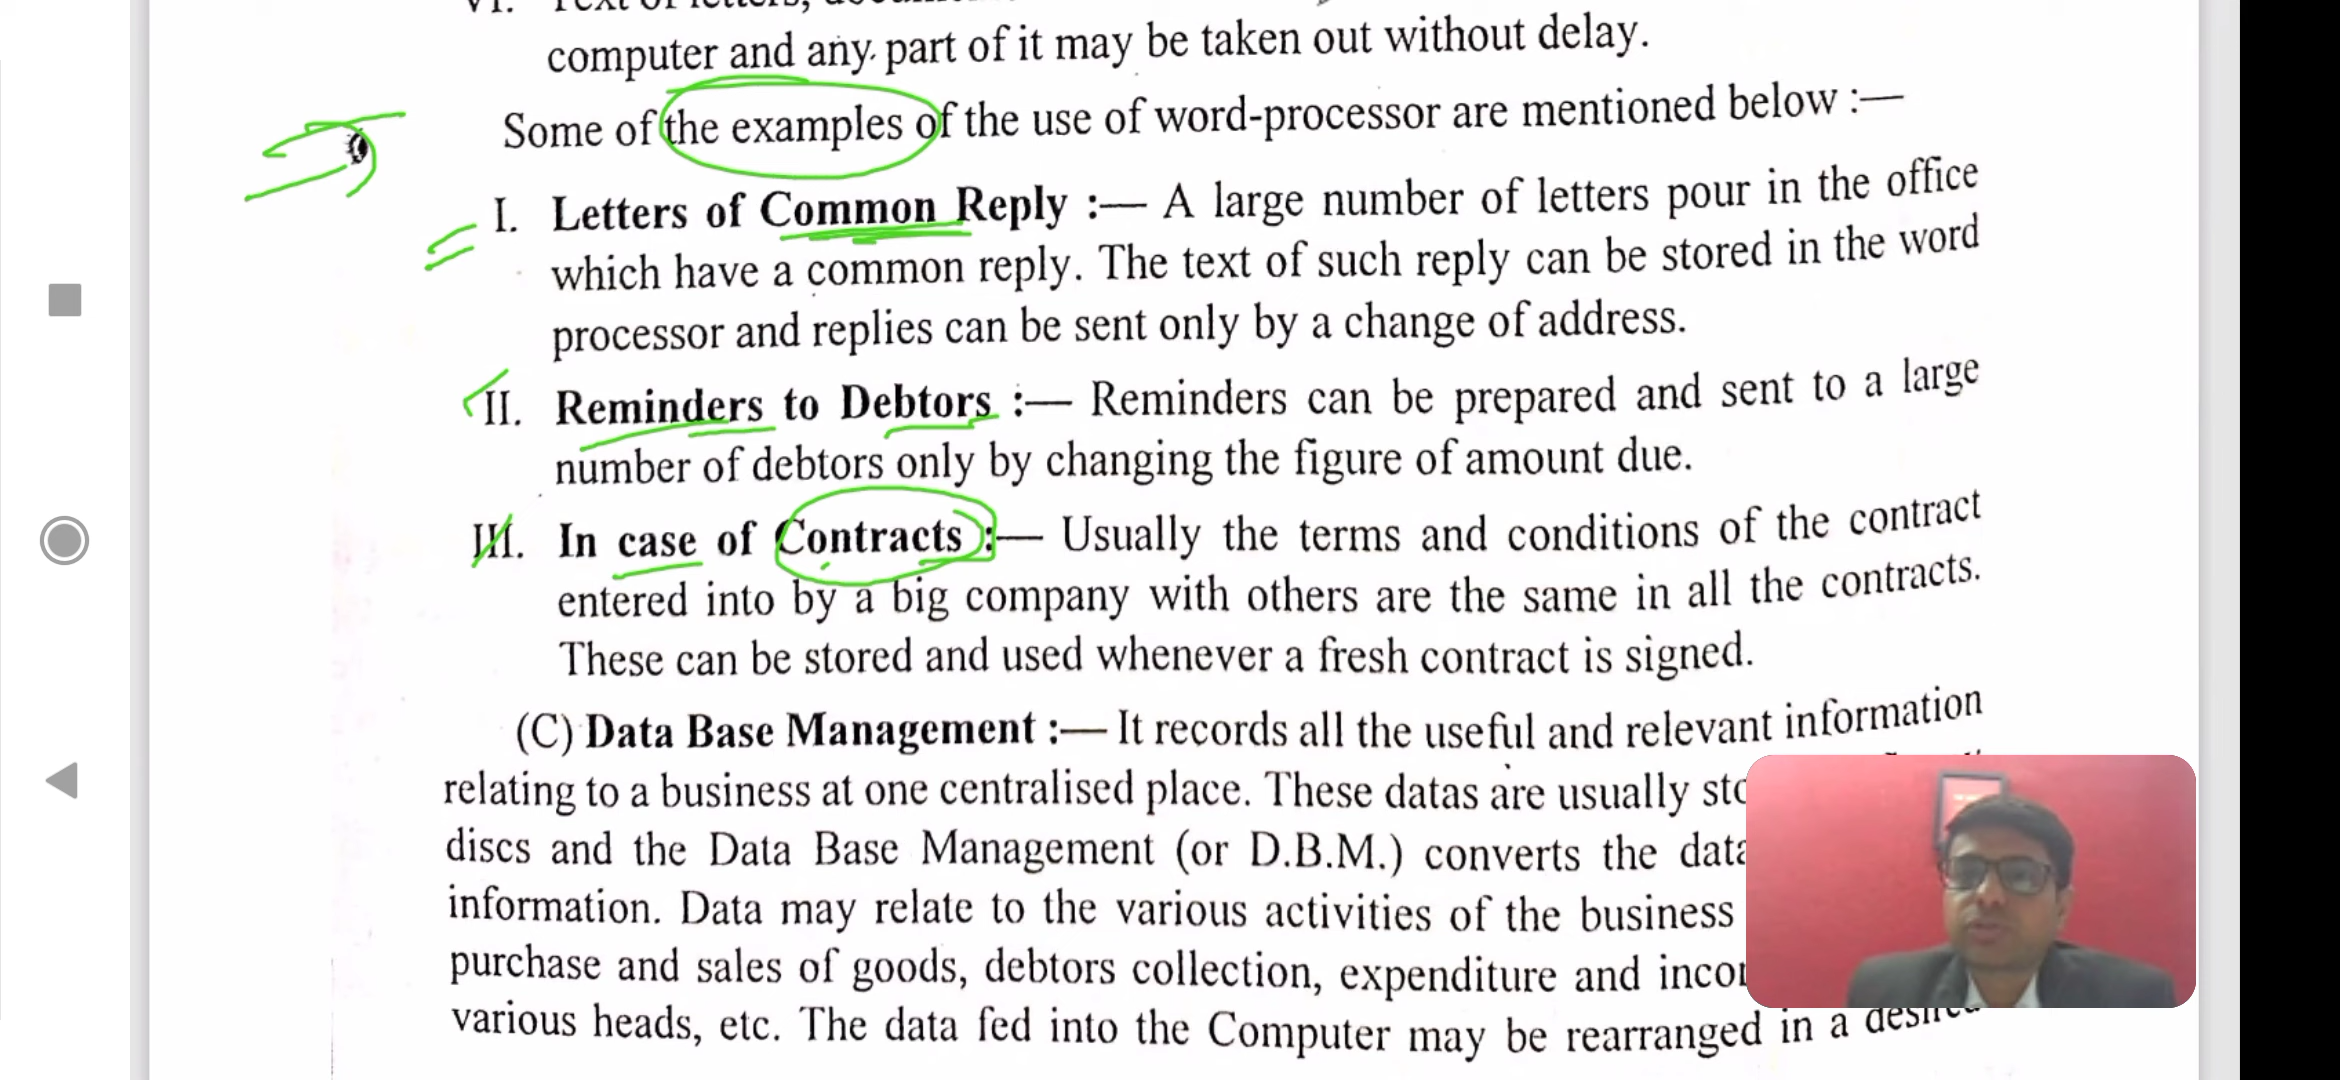 VI. Text of letters,
computer and any part of it may be taken out without delay.
Some of the examples of the use of word-processor are mentioned below :—
I. Letters of Common Reply :— A large number of letters pour in the office
which have a common reply. The text of such reply can be stored in the word
processor and replies can be sent only by a change of address.
II. Reminders to Debtors :— Reminders can be prepared and sent to a large
number of debtors only by changing the figure of amount due.
III. In case of Contracts :— Usually the terms and conditions of the contract
entered into by a big company with others are the same in all the contracts.
These can be stored and used whenever a fresh contract is signed.
(C) Data Base Management :— It records all the useful and relevant information
relating to a business at one centralised place. These datas are usually
discs and the Data Base Management (or D.B.M.) converts the
information. Data may relate to the various activities of the business
purchase and sales of goods, debtors collection, expenditure and
various heads, etc. The data fed into the Computer may be rearranged in a